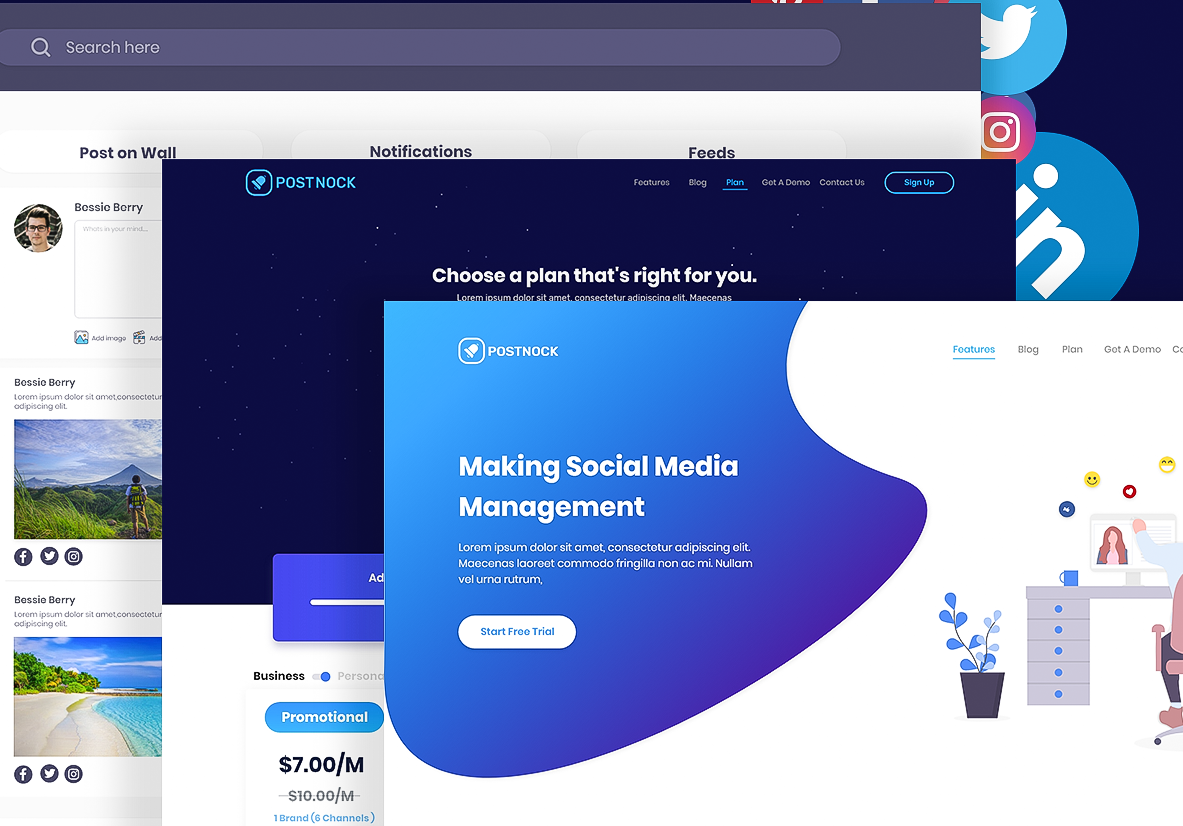 Search here
Post on Wall
Notifications
Feeds
Bessie Berry
Whats in your mind....
Add image
Add
Bessie Berry
Lorem ipsum dolor sit amet,consectetur
adipiscing elit.
Bessie Berry
Lorem ipsum dolor sit amet,consectetur
adipiscing elit.
POSTNOCK
Features
Blog
Plan
Get A Demo
Contact Us
Sign Up
Choose a plan that's right for you.
Lorem ipsum dolor sit amet, consectetur adipiscing elit. Maecenas
Ad
Business
Persona
Promotional
$7.00/M
$10.00/M
1 Brand (6 Channels )
POSTNOCK
Features
Blog
Plan
Get A Demo
Co
Making Social Media
Management
Lorem ipsum dolor sit amet, consectetur adipiscing elit.
Maecenas laoreet commodo fringilla non ac mi. Nullam
vel urna rutrum,
Start Free Trial
in